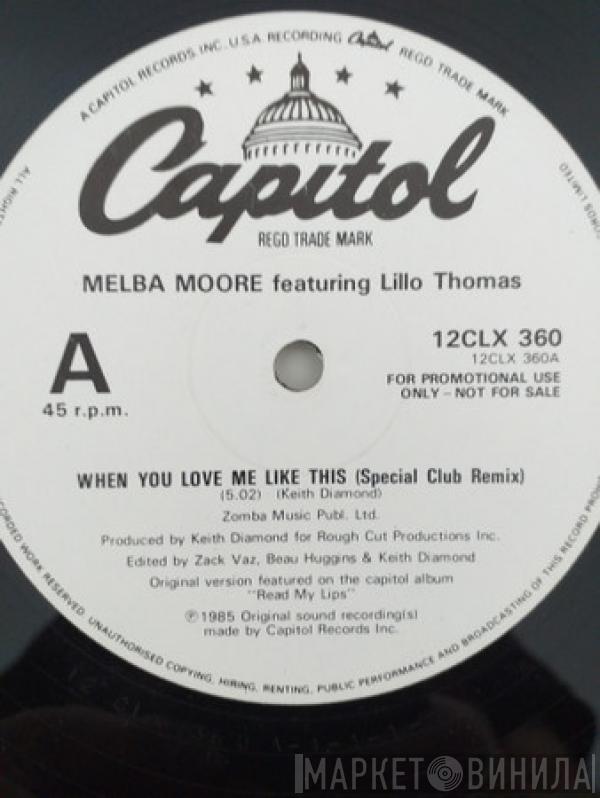 A CAPITOL RECORDS, INC., U.S.A. RECORDING Capitol REGD TRADE MARK
Capitol
REGD TRADE MARK
MELBA MOORE featuring Lillo Thomas
A
45 r.p.m.
12CLX 360
12CLX 360A
FOR PROMOTIONAL USE
ONLY – NOT FOR SALE
WHEN YOU LOVE ME LIKE THIS (Special Club Remix)
(5.02) (Keith Diamond)
Zomba Music Publ. Ltd.
Produced by Keith Diamond for Rough Cut Productions Inc.
Edited by Zack Vaz, Beau Huggins & Keith Diamond
Original version featured on the capitol album
"Read My Lips"
℗ 1985 Original sound recording(s)
made by Capitol Records Inc.
ALL
WORK RESERVED. UNAUTHORISED COPYING, HIRING, RENTING, PUBLIC PERFORMANCE AND BROADCASTING OF THIS RECORD
LIMITED
МАРКЕТ ВИНИЛА